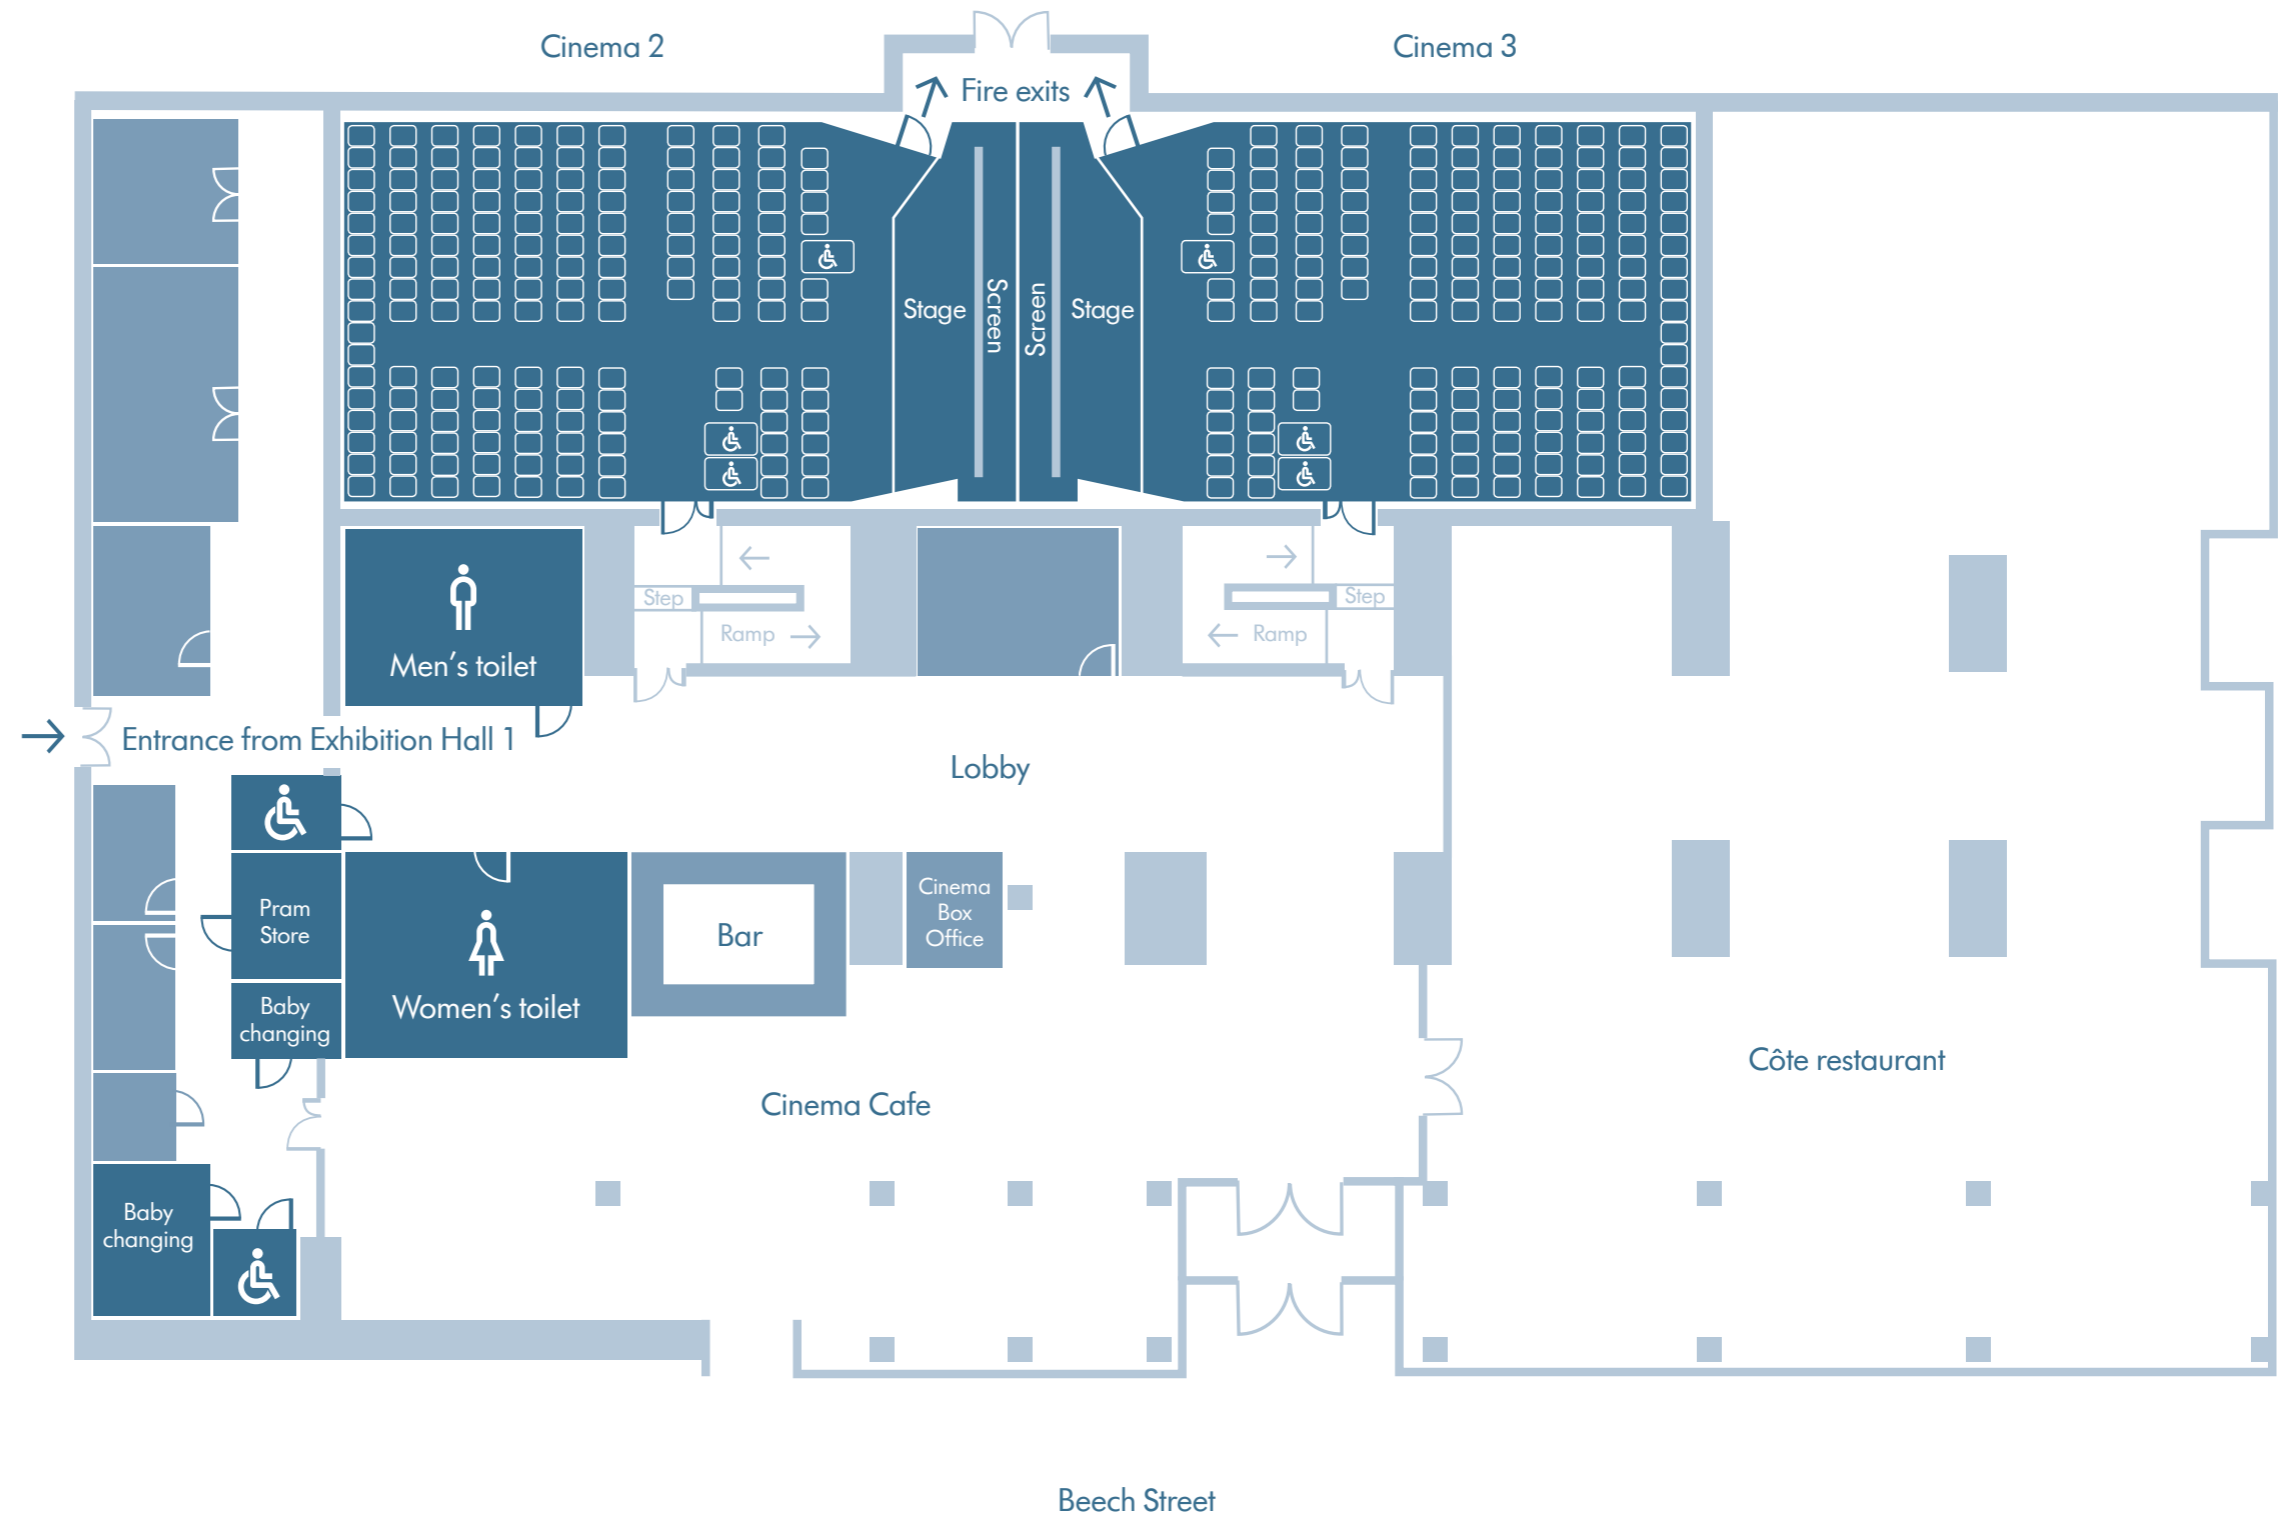 Cinema 2
Cinema 3
Fire exits
Stage
Screen
Screen
Stage
Step
Ramp
Step
Ramp
Men's toilet
Entrance from Exhibition Hall 1
Lobby
Pram
Store
Baby
changing
Women's toilet
Bar
Cinema
Box
Office
Cinema Cafe
Côte restaurant
Baby
changing
Beech Street